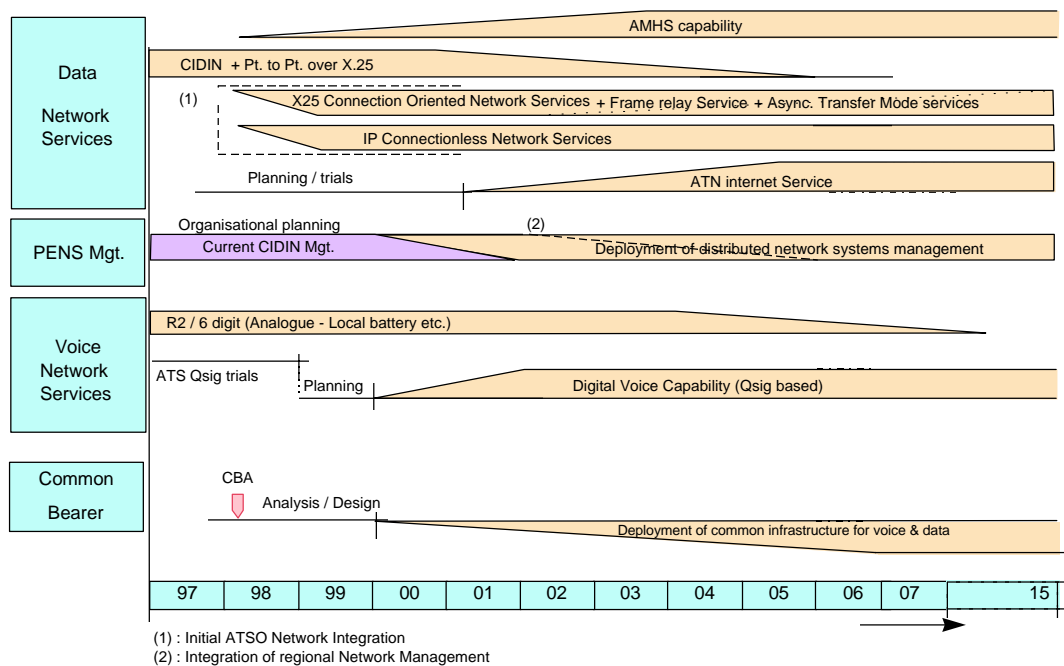 AMHS capability
Data
Network
Services
CIDIN + Pt. to Pt. over X.25
(1)
X25 Connection Oriented Network Services + Frame relay Service + Async. Transfer Mode services
IP Connectionless Network Services
Planning / trials
ATN internet Service
PENS Mgt.
Organisational planning
(2)
Current CIDIN Mgt.
Deployment of distributed network systems management
Voice
Network
Services
R2 / 6 digit (Analogue - Local battery etc.)
ATS Qsig trials
Planning
Digital Voice Capability (Qsig based)
Common
Bearer
CBA
Analysis / Design
Deployment of common infrastructure for voice & data
97 98 99 00 01 02 03 04 05 06 07 15
(1) : Initial ATSO Network Integration
(2) : Integration of regional Network Management